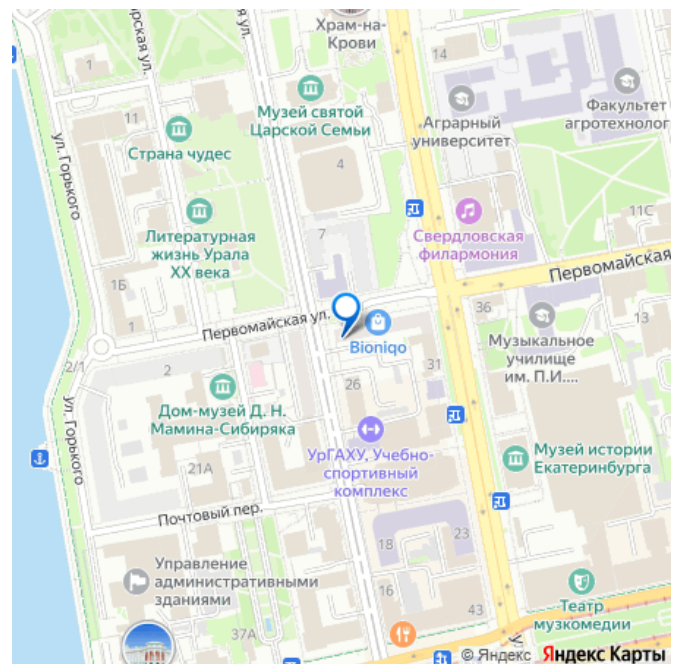 Храм-на-
Крови
14
рская ул.
я ул.
1
11
Музей святой
Царской Семьи
Аграрный
университет
Факультет
агротехнолог
ул. Горького
Страна чудес
4
Литературная
жизнь Урала
XX века
7
Свердловская
филармония
11С
1Б
Первомайская
1
Первомайская ул.
36
13
Bioniqo
Музыкальное
училище
им. П.И....
2/1
2
31
26
ул. Горького
Дом-музей Д. Н.
Мамина-Сибиряка
УрГАХУ, Учебно-
спортивный
комплекс
Музей истории
Екатеринбурга
21А
Почтовый пер.
18
23
Управление
административными
зданиями
16
43
Театр
музкомедии
37А
© Яндекс Яндекс Карты